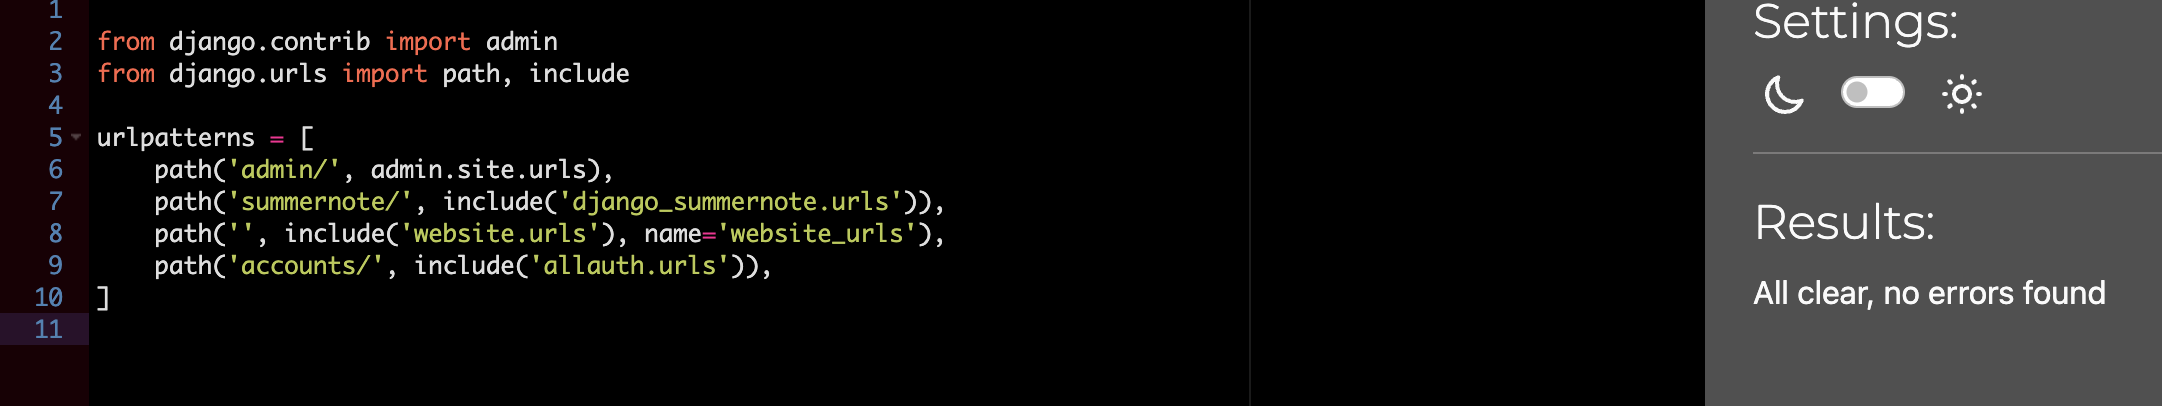 1
2 from django.contrib import admin
3 from django.urls import path, include
4
5 urlpatterns = [
6     path('admin/', admin.site.urls),
7     path('summernote/', include('django_summernote.urls')),
8     path('', include('website.urls'), name='website_urls'),
9     path('accounts/', include('allauth.urls')),
10 ]
11
Settings:
Results:
All clear, no errors found